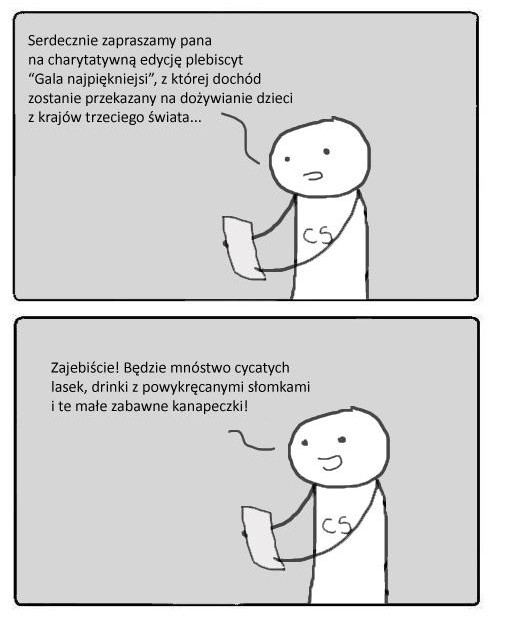 Serdecznie zapraszamy pana
na charytatywną edycję plebiscyt
“Gala najpiękniejsi”, z której dochód
zostanie przekazany na dożywianie dzieci
z krajów trzeciego świata...
CS
Zajebiście! Będzie mnóstwo cycatych
lasek, drinki z powykręcanymi słomkami
i te małe zabawne kanapeczki!
CS